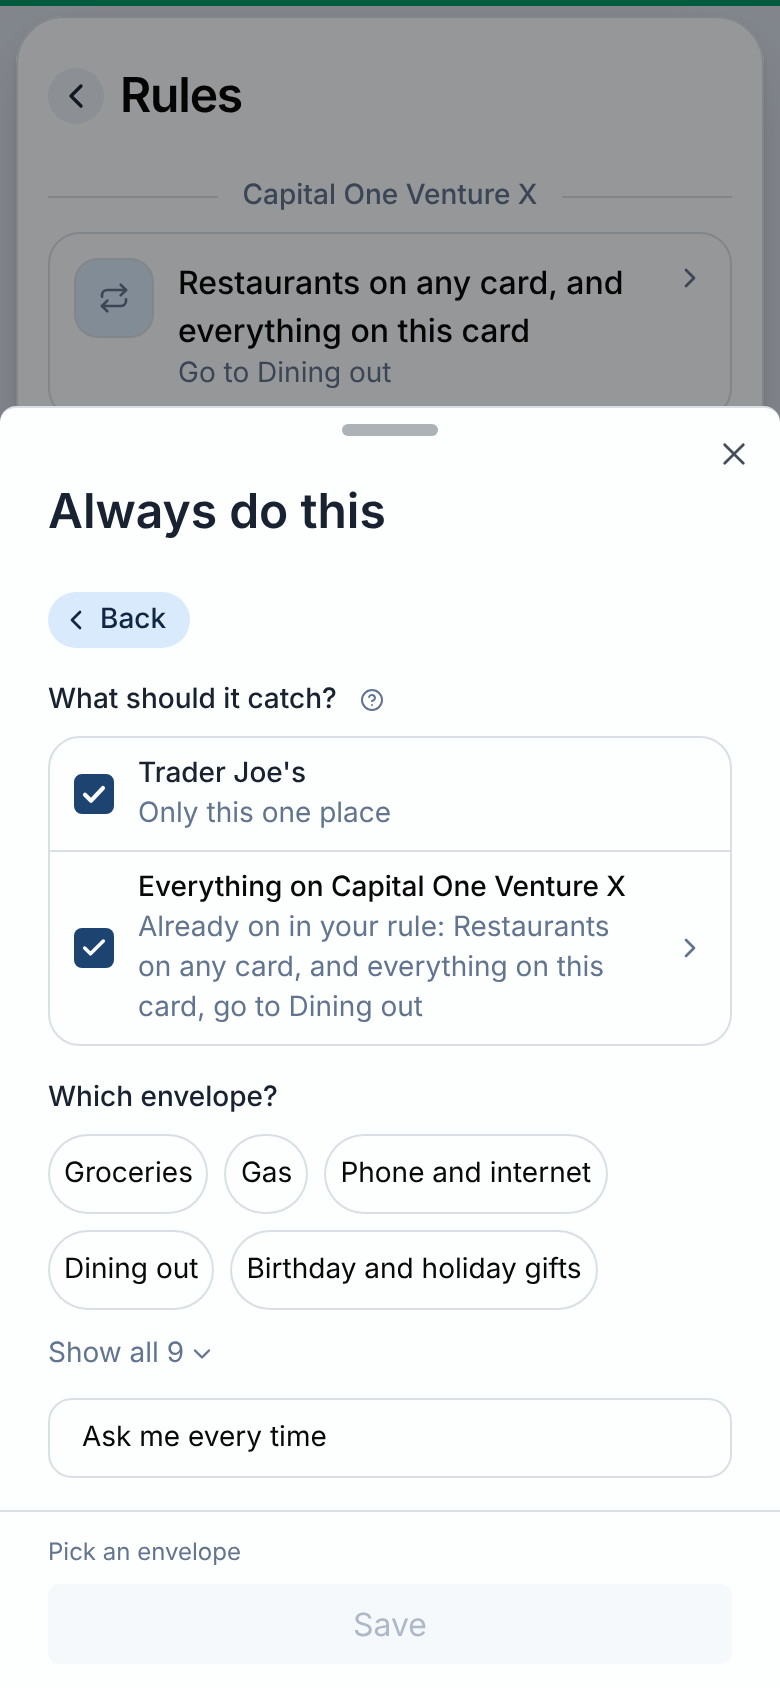 Rules
Capital One Venture X
Restaurants on any card, and
everything on this card
Go to Dining out
Always do this
Back
What should it catch?
Trader Joe's
Only this one place
Everything on Capital One Venture X
Already on in your rule: Restaurants
on any card, and everything on this
card, go to Dining out
Which envelope?
Groceries
Gas
Phone and internet
Dining out
Birthday and holiday gifts
Show all 9
Ask me every time
Pick an envelope
Save